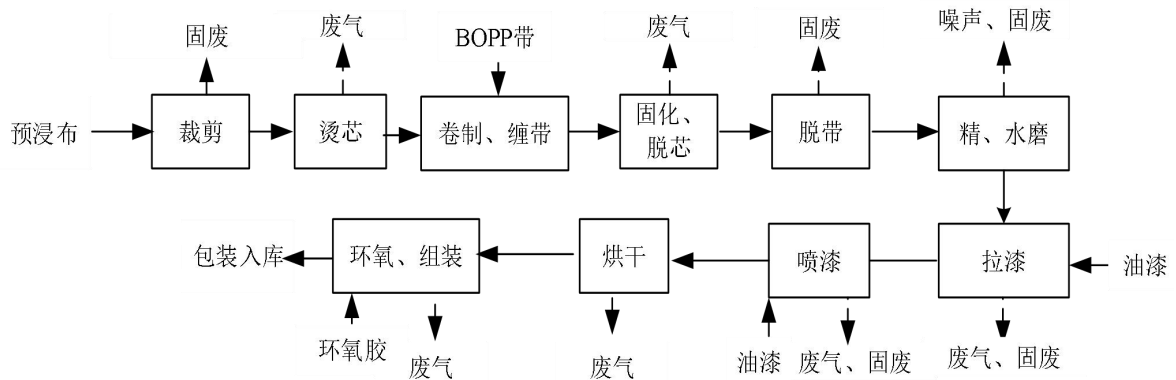 固废
废气
BOPP带
废气
固废
噪声、固废
预浸布
裁剪
烫芯
卷制、缠带
固化、
脱芯
脱带
精、水磨
包装入库
环氧、组装
烘干
喷漆
拉漆
油漆
环氧胶
废气
废气
油漆
废气、固废
废气、固废